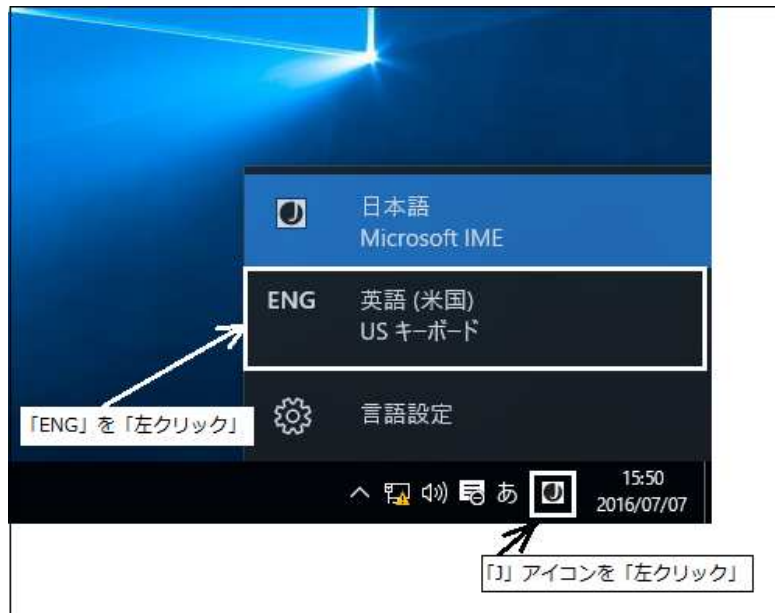 日本語
Microsoft IME
ENG 英語 (米国)
US キーボード
「ENG」を「左クリック」
言語設定
あ
15:50
2016/07/07
「J」アイコンを「左クリック」